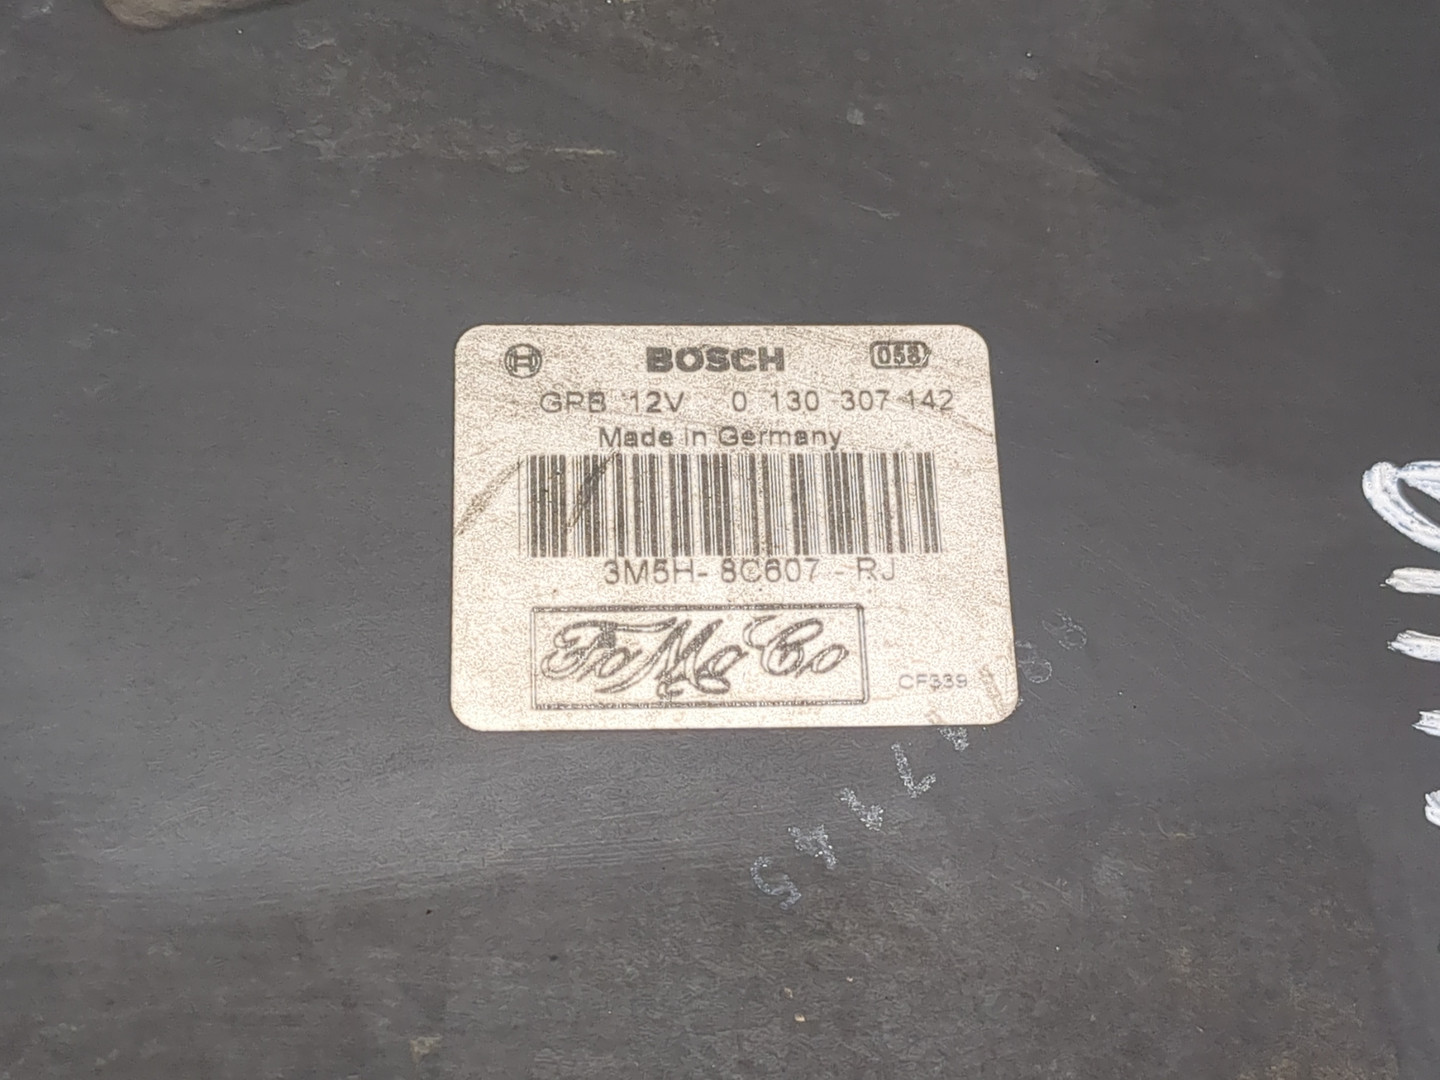 BOSCH 058
GPB 12V 0 130 307 142
Made in Germany
3M5H- 8C607 - RJ
FoMoCo
CF339